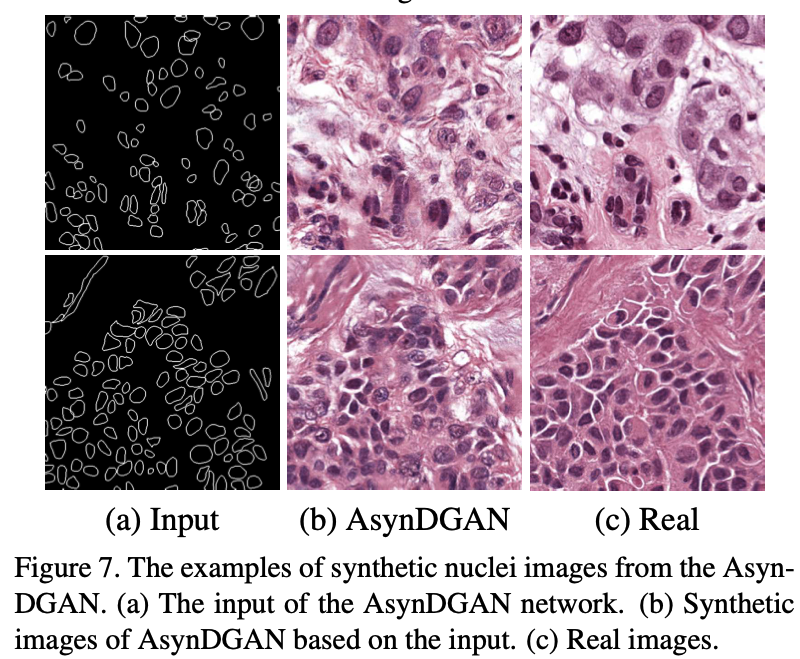 (a) Input
(b) AsynDGAN
(c) Real
Figure 7. The examples of synthetic nuclei images from the Asyn-
DGAN. (a) The input of the AsynDGAN network. (b) Synthetic
images of AsynDGAN based on the input. (c) Real images.